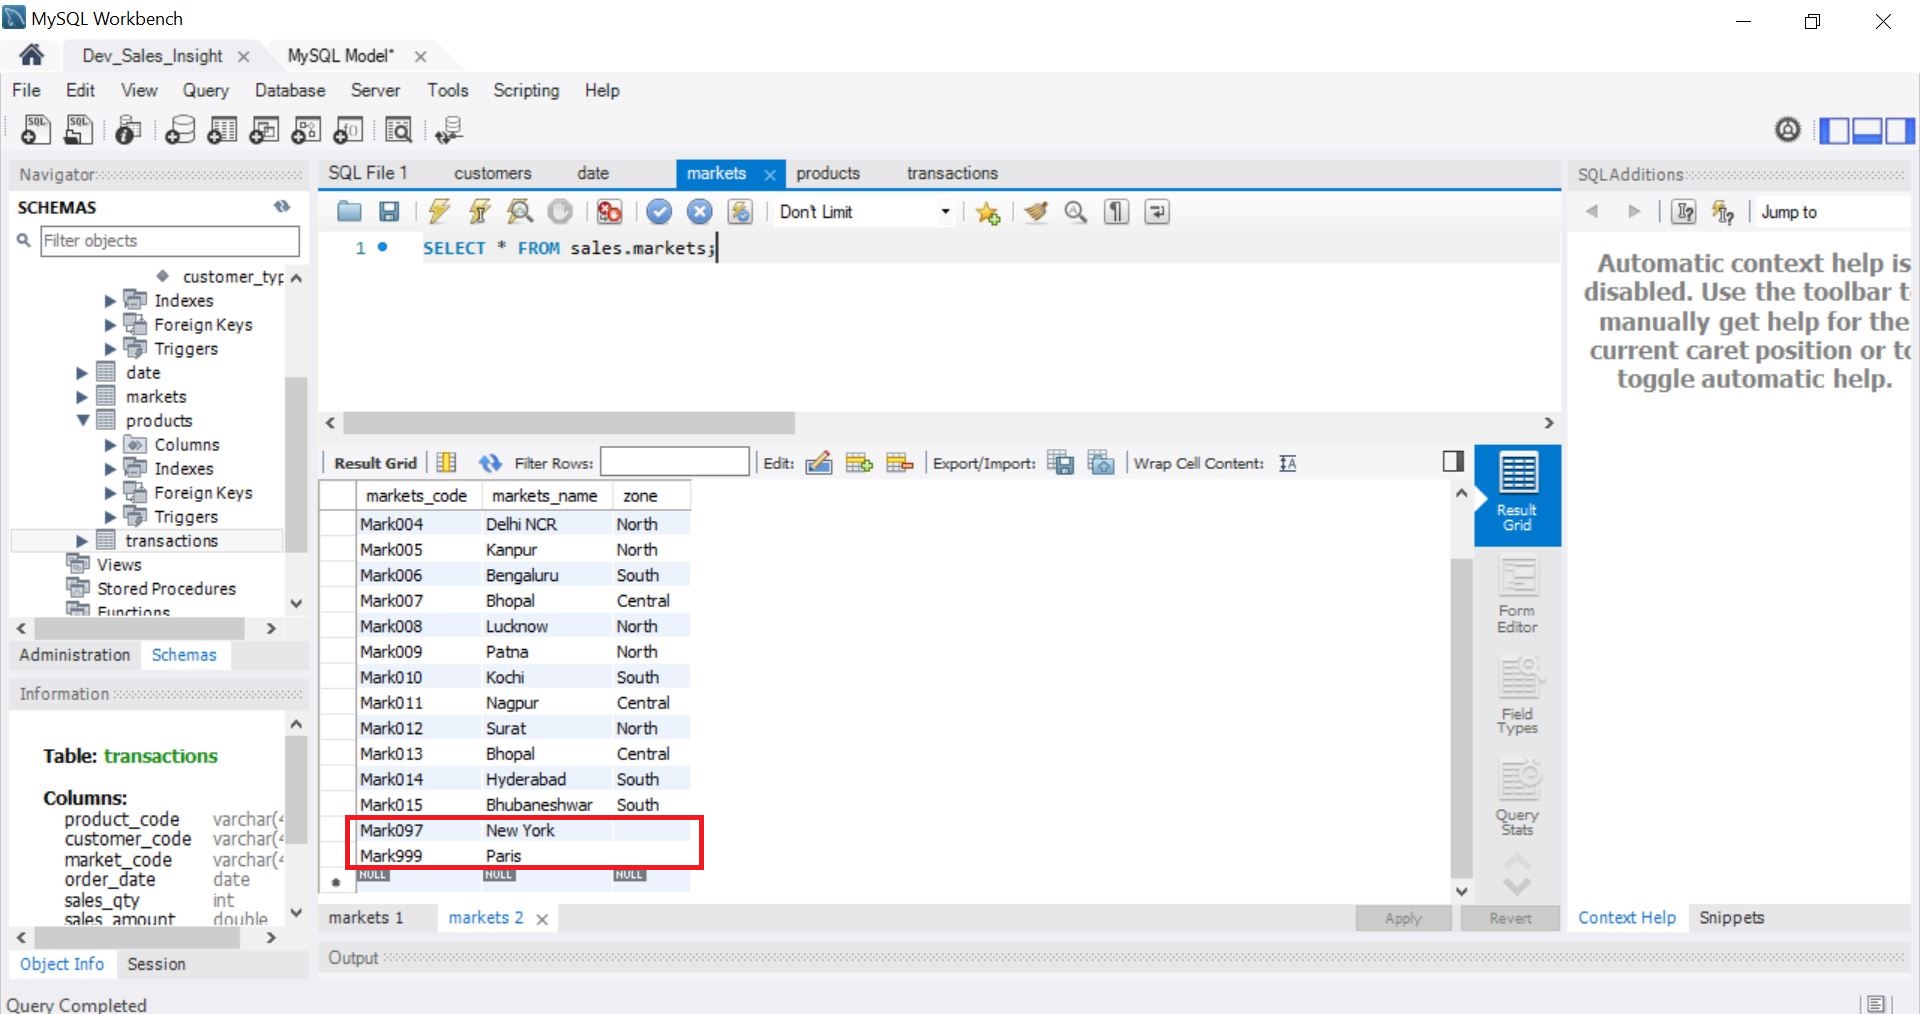 MySQL Workbench
Dev_Sales_Insight
MySQL Model*
File Edit View Query Database Server Tools Scripting Help
Navigator
SCHEMAS
Filter objects
customer_typ
Indexes
Foreign Keys
Triggers
date
markets
products
Columns
Indexes
Foreign Keys
Triggers
transactions
Views
Stored Procedures
Functions
Administration Schemas
Information
Table: transactions
Columns:
product_code varchar(4
customer_code varchar(4
market_code varchar(4
order_date date
sales_qty int
sales_amount double
Object Info Session
Query Completed
SQL File 1 customers date markets products transactions
Don't Limit
1 SELECT * FROM sales.markets;
Result Grid Filter Rows: Edit: Export/Import: Wrap Cell Content:
markets_code markets_name zone
Mark004 Delhi NCR North
Mark005 Kanpur North
Mark006 Bengaluru South
Mark007 Bhopal Central
Mark008 Lucknow North
Mark009 Patna North
Mark010 Kochi South
Mark011 Nagpur Central
Mark012 Surat North
Mark013 Bhopal Central
Mark014 Hyderabad South
Mark015 Bhubaneshwar South
Mark097 New York
Mark999 Paris
NULL NULL NULL
Result
Grid
Form
Editor
Field
Types
Query
Stats
markets 1 markets 2
Apply Revert
Output
SQLAdditions
Jump to
Automatic context help is
disabled. Use the toolbar t
manually get help for the
current caret position or to
toggle automatic help.
Context Help Snippets